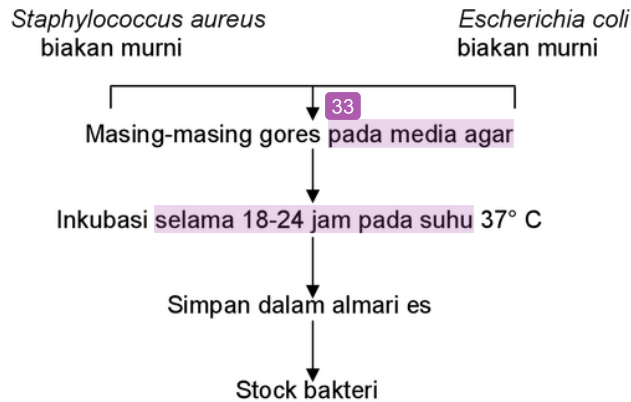 Staphylococcus aureus
biakan murni
Escherichia coli
biakan murni
33
Masing-masing gores pada media agar
Inkubasi selama 18-24 jam pada suhu 37° C
Simpan dalam almari es
Stock bakteri